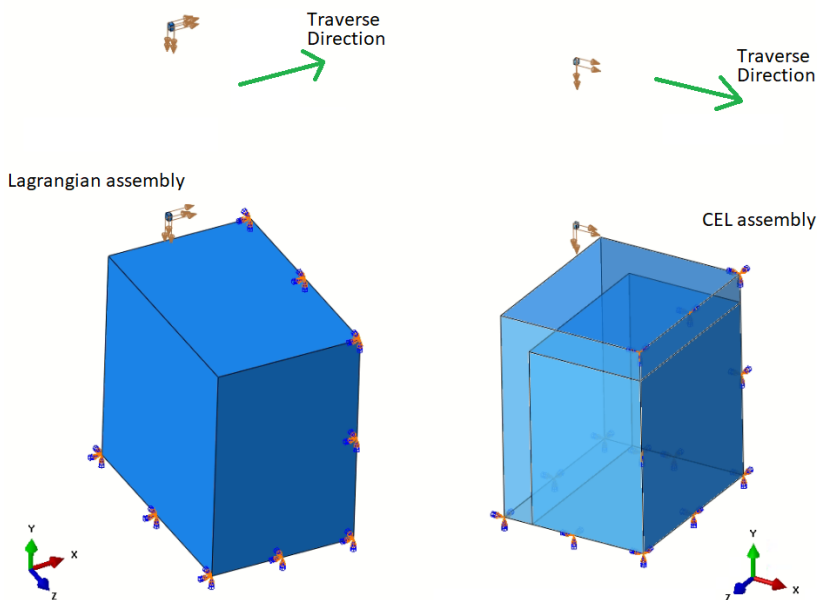 Traverse
Direction
Traverse
Direction
Lagrangian assembly
CEL assembly
Y
X
Z
Y
X
Z